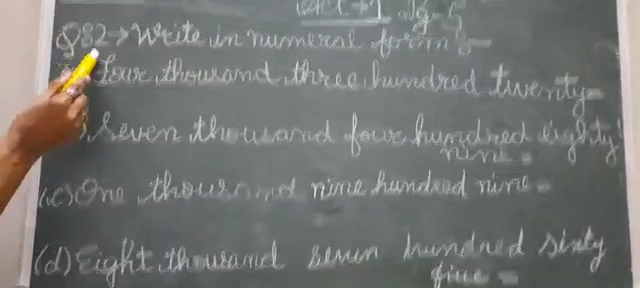 Q32→ Write in numeral form :-
Four thousand three hundred twenty =
) Seven thousand four hundred eighty
nine =
(c) One thousand nine hundred nine =
(d) Eight thousand seven hundred sixty
five =